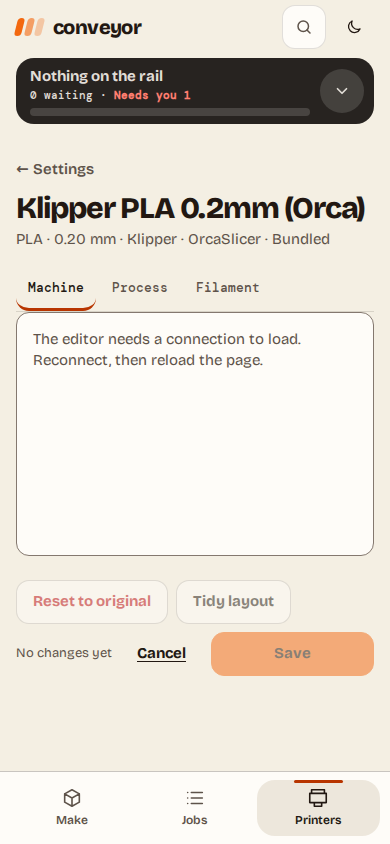 conveyor
Nothing on the rail
0 waiting · Needs you 1
← Settings
Klipper PLA 0.2mm (Orca)
PLA · 0.20 mm · Klipper · OrcaSlicer · Bundled
Machine Process Filament
The editor needs a connection to load.
Reconnect, then reload the page.
Reset to original Tidy layout
No changes yet Cancel Save
Make Jobs Printers